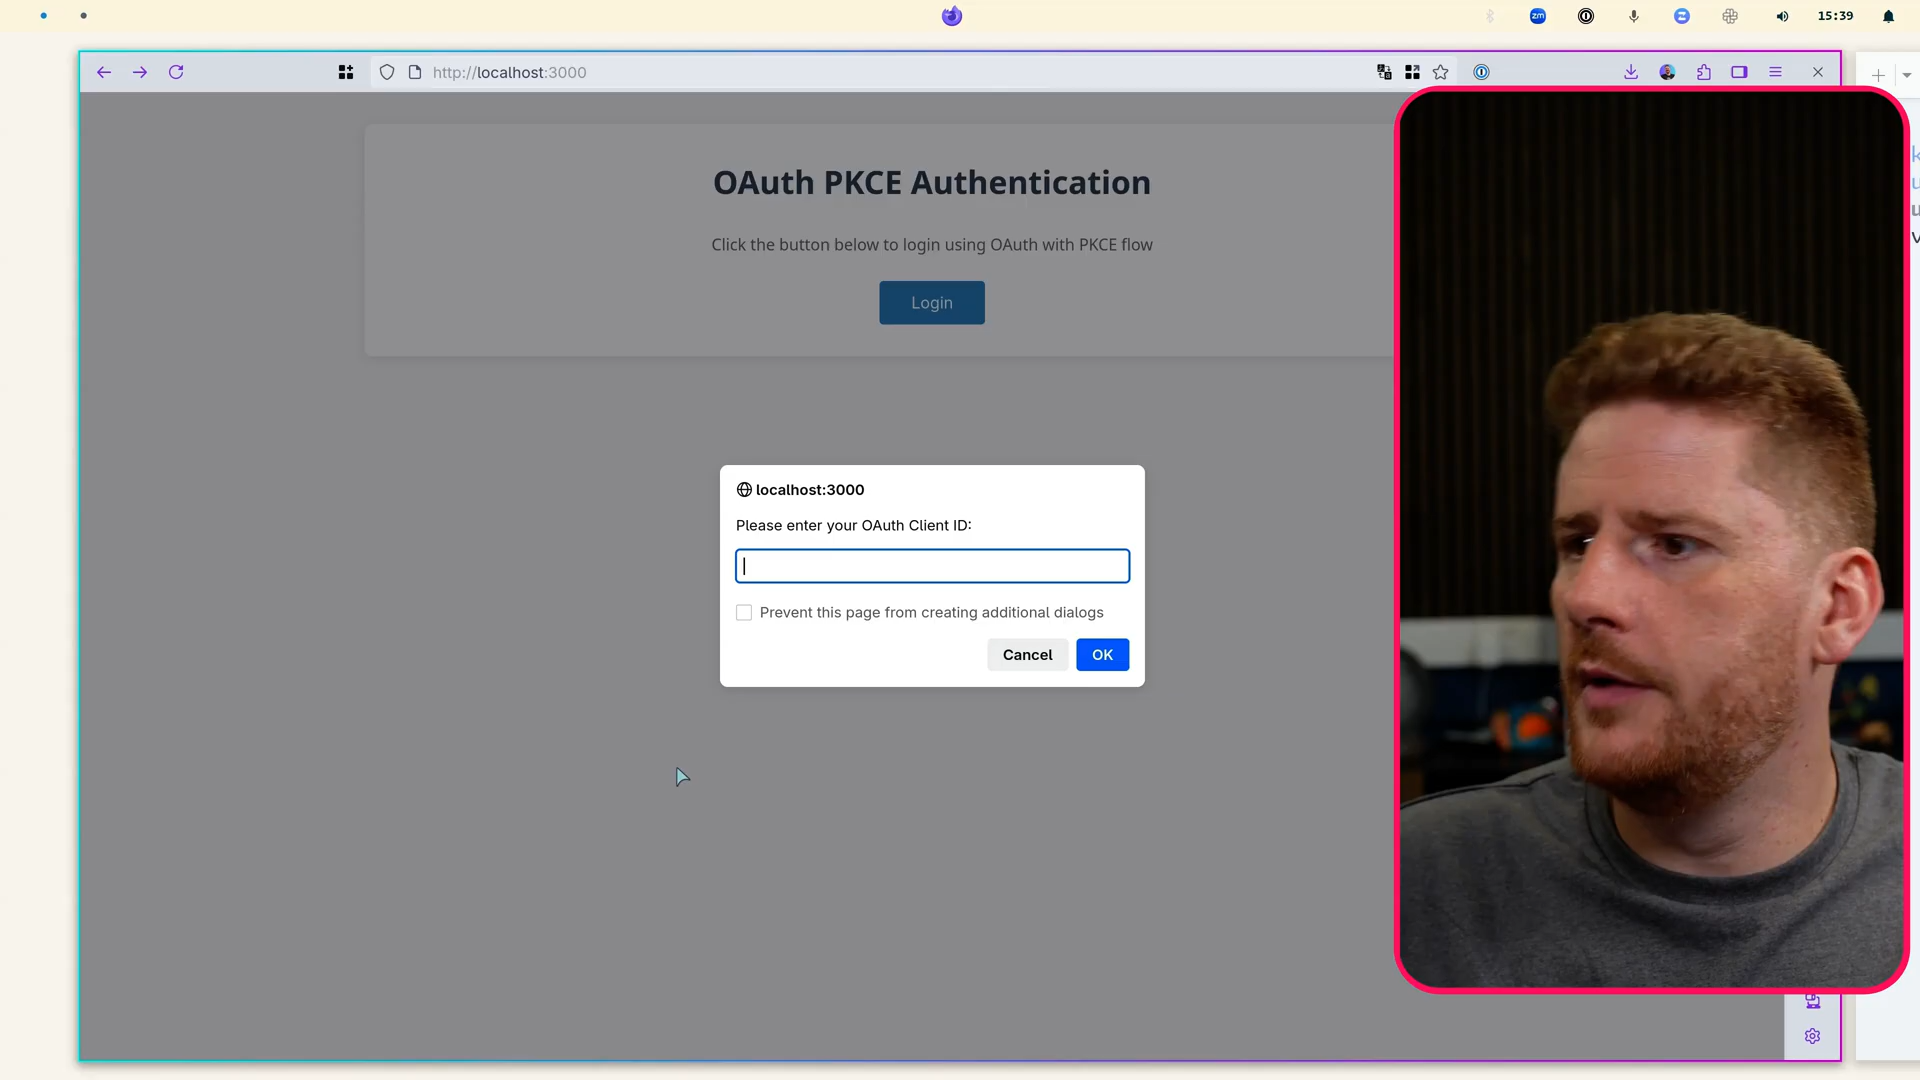 zm
15:39
http://localhost:3000
OAuth PKCE Authentication
Click the button below to login using OAuth with PKCE flow
Login
localhost:3000
Please enter your OAuth Client ID:
Prevent this page from creating additional dialogs
Cancel
OK